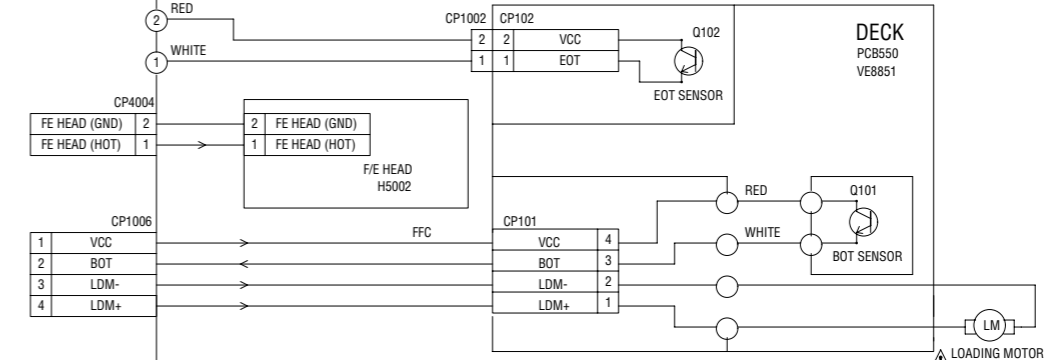 2 RED
CP1002 CP102
2 2 VCC
Q102
DECK
PCB550
VE8851
1 WHITE
1 1 EOT
EOT SENSOR
CP4004
FE HEAD (GND) 2
2 FE HEAD (GND)
FE HEAD (HOT) 1
1 FE HEAD (HOT)
F/E HEAD
H5002
RED
Q101
CP1006
FFC
CP101
WHITE
BOT SENSOR
1 VCC
VCC 4
2 BOT
BOT 3
3 LDM-
LDM- 2
4 LDM+
LDM+ 1
LM
LOADING MOTOR